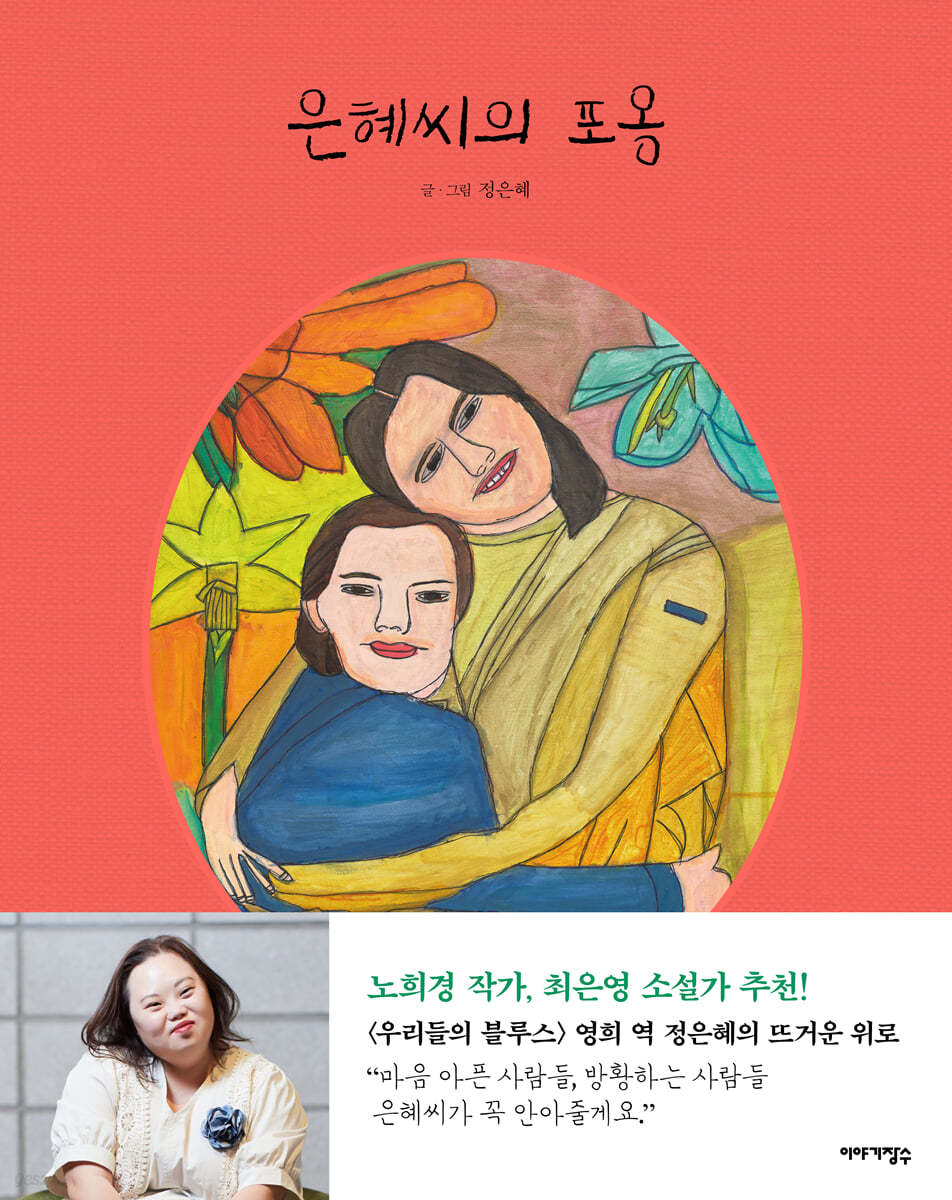 은혜씨의 포옹
글·그림 정은혜
노희경 작가, 최은영 소설가 추천!
〈우리들의 블루스〉 영희 역 정은혜의 뜨거운 위로
“마음 아픈 사람들, 방황하는 사람들
은혜씨가 꼭 안아줄게요.”
이야기장수